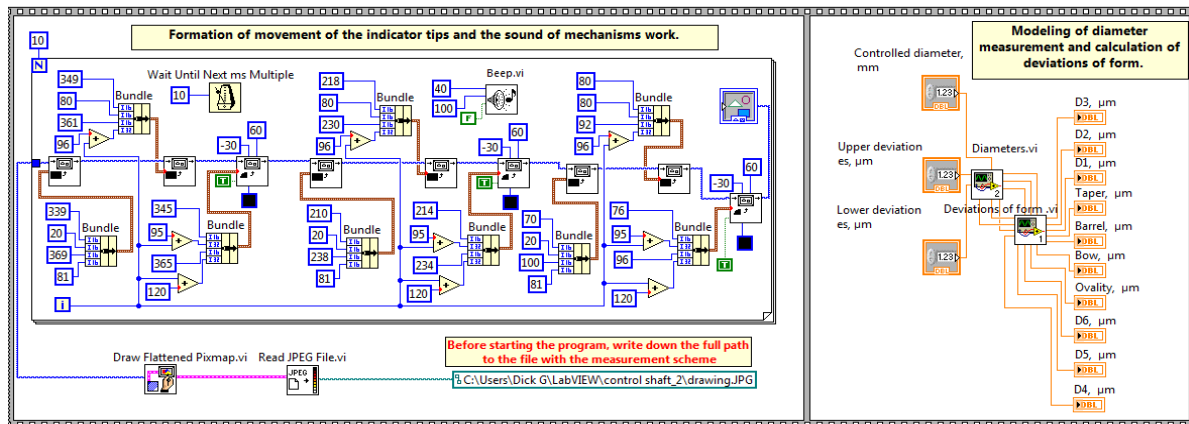 Formation of movement of the indicator tips and the sound of mechanisms work.
10
N
349
80
361
96
Bundle
Wait Until Next ms Multiple
10
-30
60
T
218
80
230
96
Bundle
Beep.vi
40
100
F
-30
60
T
80
80
92
96
Bundle
-30
60
T
339
20
369
81
Bundle
345
95
365
120
Bundle
210
20
238
81
Bundle
214
95
234
120
Bundle
70
20
100
81
Bundle
76
95
96
120
Bundle
i
Draw Flattened Pixmap.vi
Read JPEG File.vi
JPEG
Before starting the program, write down the full path
to the file with the measurement scheme
C:\Users\Dick G\LabVIEW\control shaft_2\drawing.JPG
Modeling of diameter
measurement and calculation of
deviations of form.
Controlled diameter,
mm
1.23
DBL
Upper deviation
es, µm
1.23
DBL
Lower deviation
es, µm
1.23
DBL
Diameters.vi
2
Deviations of form .vi
1
D3, µm
DBL
D2, µm
DBL
D1, µm
DBL
Taper, µm
DBL
Barrel, µm
DBL
Bow, µm
DBL
Ovality, µm
DBL
D6, µm
DBL
D5, µm
DBL
D4, µm
DBL